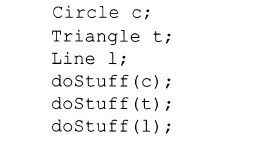 Circle c;
Triangle t;
Line l;
doStuff(c);
doStuff(t);
doStuff(l);